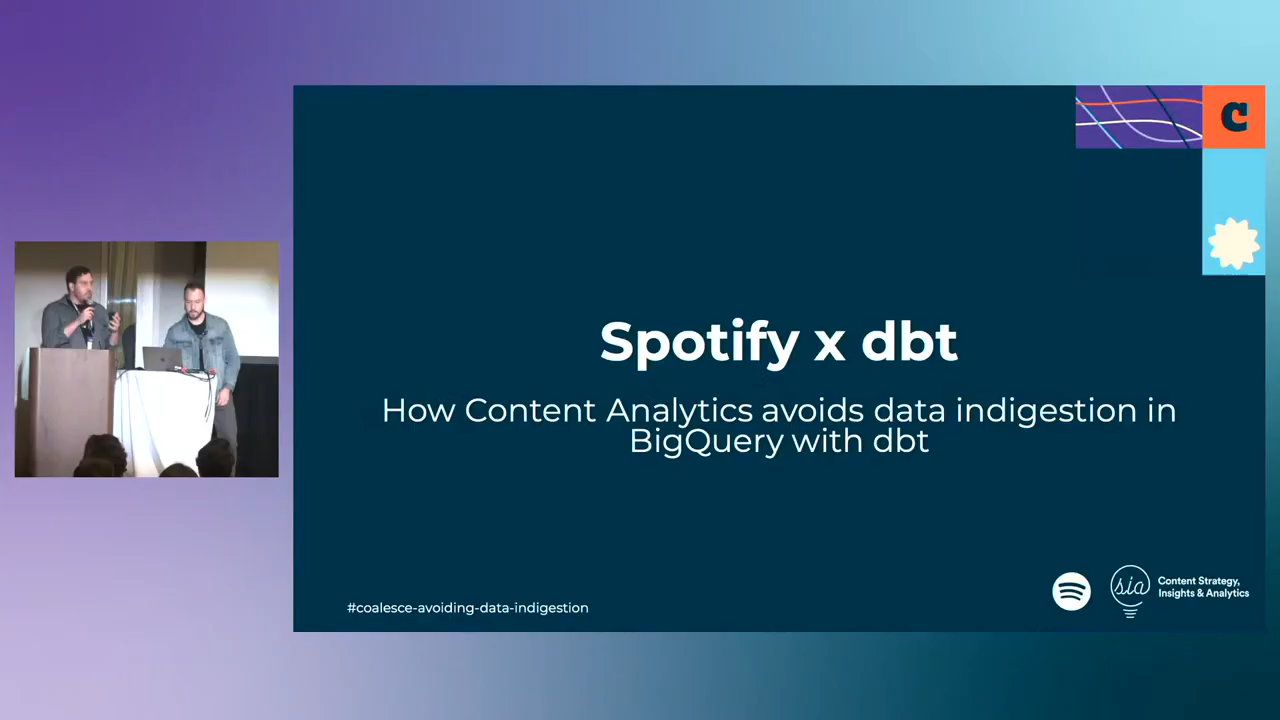 C
Spotify x dbt
How Content Analytics avoids data indigestion in
BigQuery with dbt
#coalesce-avoiding-data-indigestion
sia
Content Strategy,
Insights & Analytics